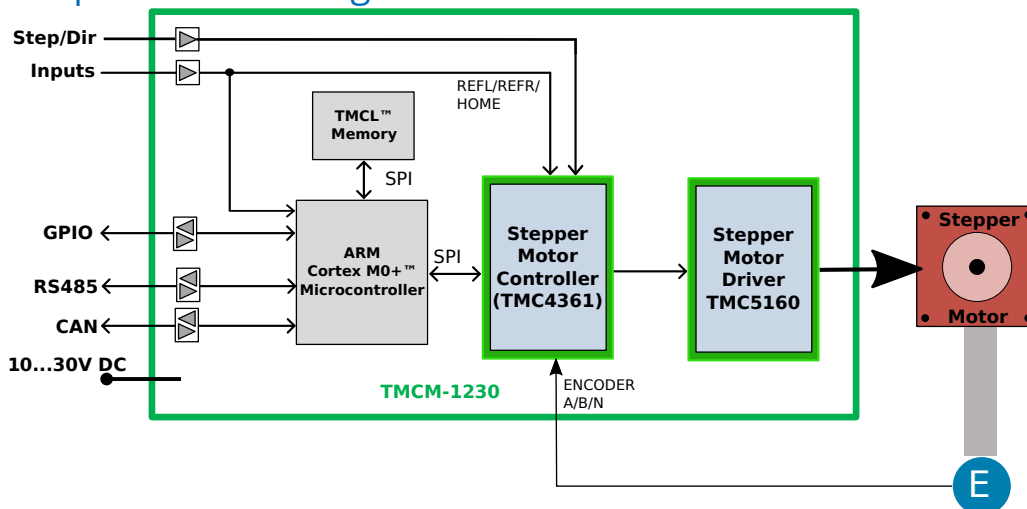 Step/Dir
Inputs
REFL/REFR/
HOME
TMCL™
Memory
SPI
GPIO
ARM
Cortex M0+™
Microcontroller
SPI
Stepper
Motor
Controller
(TMC4361)
Stepper
Motor
Driver
TMC5160
Stepper
Motor
RS485
CAN
10...30V DC
TMCM-1230
ENCODER
A/B/N
E